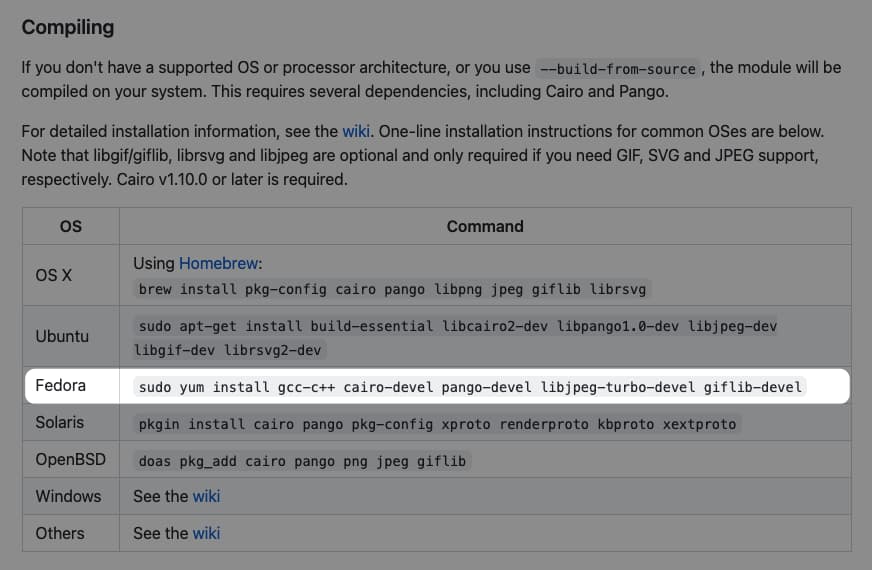 Compiling
If you don't have a supported OS or processor architecture, or you use --build-from-source, the module will be
compiled on your system. This requires several dependencies, including Cairo and Pango.
For detailed installation information, see the wiki. One-line installation instructions for common OSes are below.
Note that libgif/giflib, librsvg and libjpeg are optional and only required if you need GIF, SVG and JPEG support,
respectively. Cairo v1.10.0 or later is required.
OS Command
OS X Using Homebrew:
brew install pkg-config cairo pango libpng jpeg giflib librsvg
Ubuntu sudo apt-get install build-essential libcairo2-dev libpango1.0-dev libjpeg-dev
libgif-dev librsvg2-dev
Fedora sudo yum install gcc-c++ cairo-devel pango-devel libjpeg-turbo-devel giflib-devel
Solaris pkgin install cairo pango pkg-config xproto renderproto kbproto xextproto
OpenBSD doas pkg_add cairo pango png jpeg giflib
Windows See the wiki
Others See the wiki